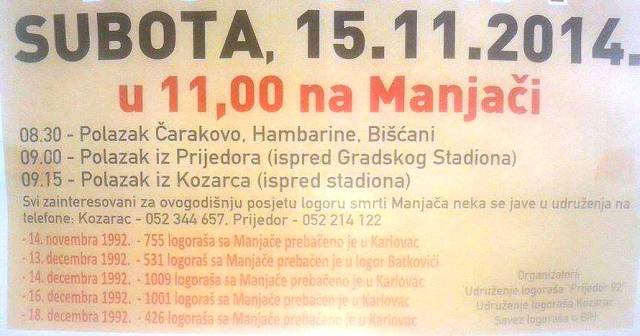 SUBOTA, 15.11.2014.
u 11,00 na Manjači
08.30 - Polazak Čarakovo, Hambarine, Bišćani
09.00 - Polazak iz Prijedora (ispred Gradskog Stadiona)
09.15 - Polazak iz Kozarca (ispred stadiona)
Svi zainteresovani za ovogodišnju posjetu logoru smrti Manjača neka se jave u udruženja na
telefone; Kozarac - 052 344 657, Prijedor - 052 214 122
- 14. novembra 1992. - 755 logoraša sa Manjače prebačeno je u Karlovac
- 13. decembra 1992. - 531 logoraš sa Manjače prebačen je u logor Batkovići
- 14. decembra 1992. - 1009 logoraša sa Manjače prebačeno je u Karlovac
- 16. decembra 1992. - 1001 logoraš sa Manjače prebačen je u Karlovac
- 18. decembra 1992. - 426 logoraša sa Manjače prebačeno je u Karlovac
Organizatori:
Udruženje logoraša "Prijedor 92"
Udruženje logoraša Kozarac
Savez logoraša u BIH